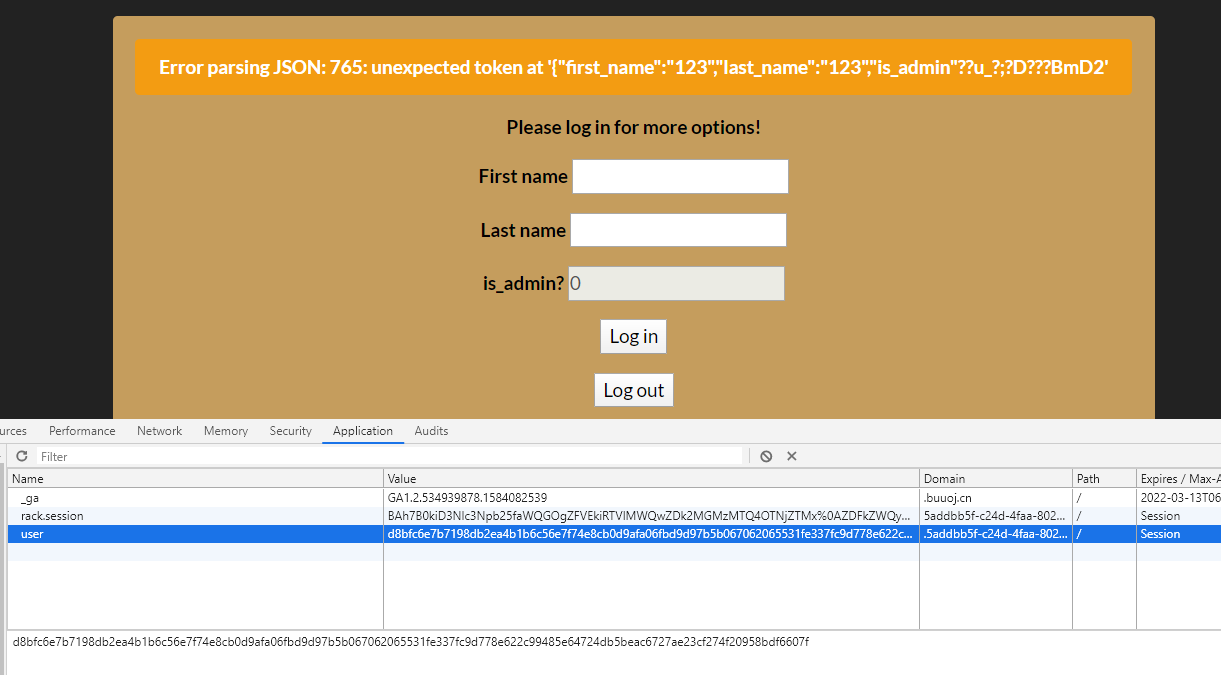 Error parsing JSON: 765: unexpected token at '{"first_name":"123""last_name":"123","is_admin"??u_?;?D???BmD2'
Please log in for more options!
First name
Last name
is_admin? 0
Log in
Log out
urces Performance Network Memory Security Application Audits
Filter
Name Value Domain Path Expires / Max-A
_ga GA1.2.534939878.1584082539 .buuoj.cn / 2022-03-13T06
rack.session BAh7B0kiD3Nlc3Npb25faWQGOgZFVEkiRTVlMWQwZDk2MGMzMTQ4OTNjZTMx%0AZDFkZWQy... 5addbb5f-c24d-4faa-802... / Session
user d8bfc6e7b7198db2ea4b1b6c56e7f74e8cb0d9afa06fbd9d97b5b067062065531fe337fc9d778e622c... .5addbb5f-c24d-4faa-802... / Session
d8bfc6e7b7198db2ea4b1b6c56e7f74e8cb0d9afa06fbd9d97b5b067062065531fe337fc9d778e622c99485e64724db5beac6727ae23cf274f20958bdf6607f